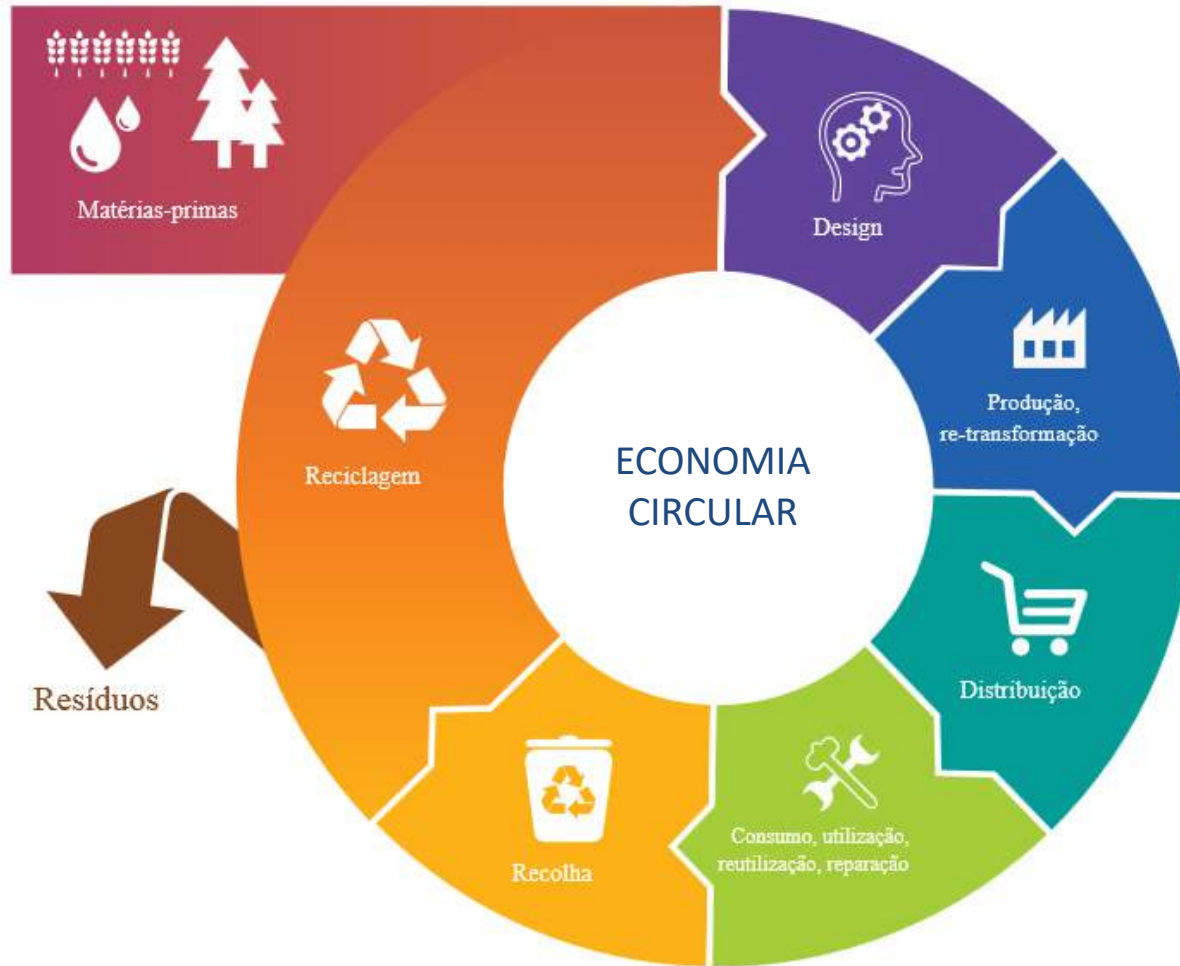 Matérias-primas
Design
Produção,
re-transformação
Distribuição
Consumo, utilização,
reutilização, reparação
Recolha
Reciclagem
Resíduos
ECONOMIA
CIRCULAR